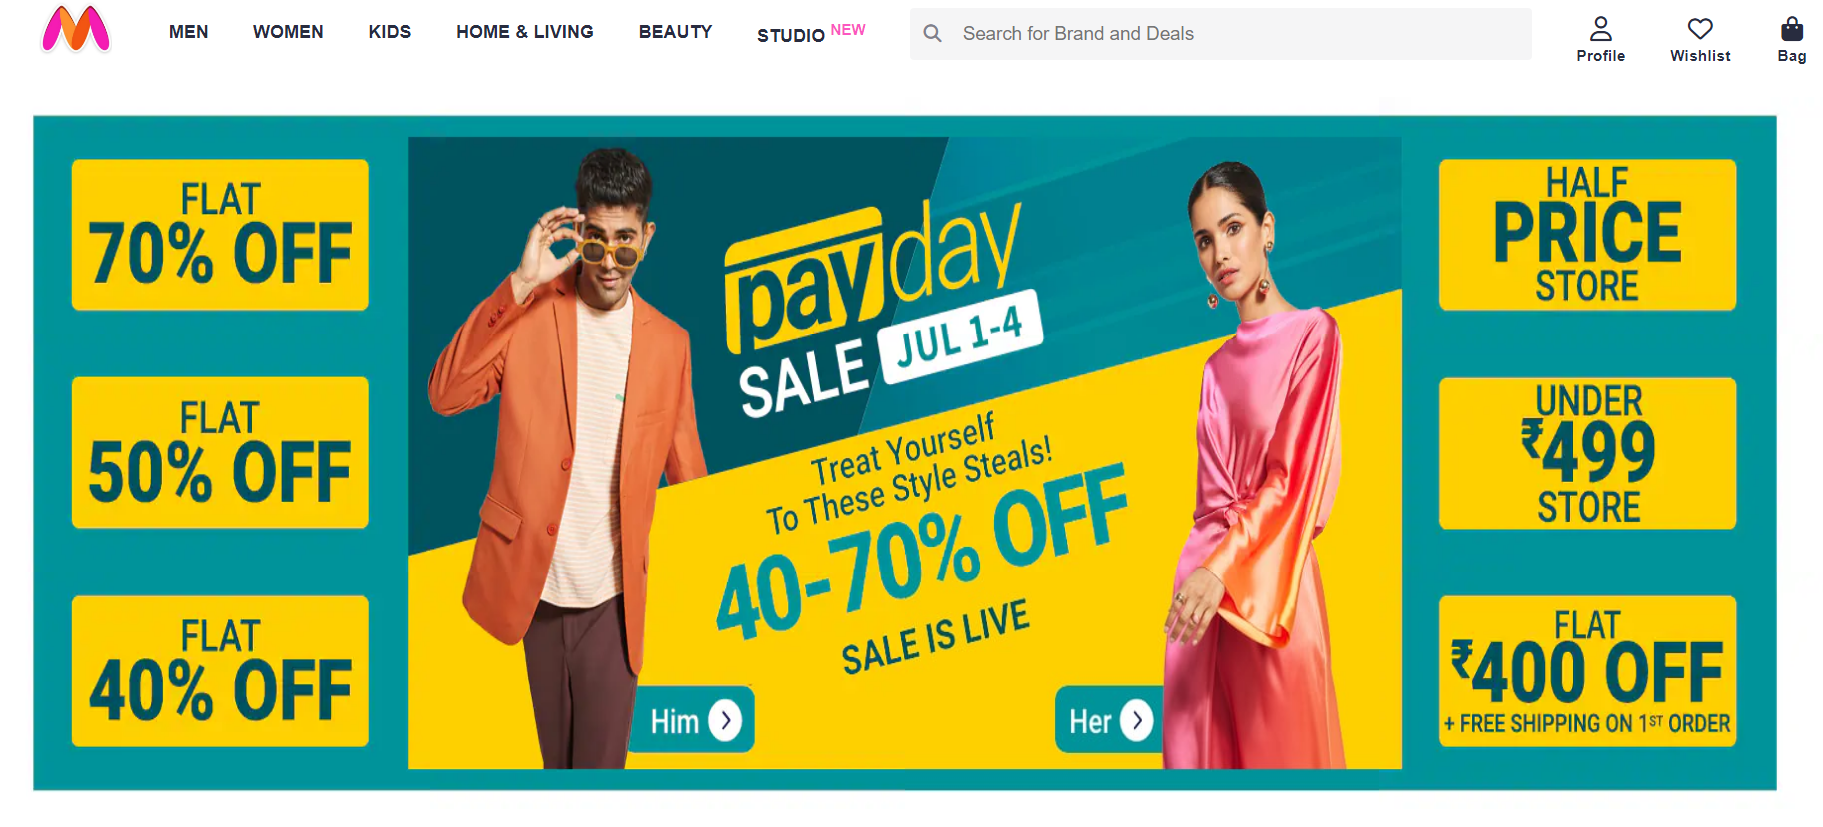 MEN
WOMEN
KIDS
HOME & LIVING
BEAUTY
STUDIO NEW
Search for Brand and Deals
Profile
Wishlist
Bag
FLAT
70% OFF
FLAT
50% OFF
FLAT
40% OFF
payday
SALE JUL 1-4
Treat Yourself
To These Style Steals!
40-70% OFF
SALE IS LIVE
Him
Her
HALF
PRICE
STORE
UNDER
₹499
STORE
FLAT
₹400 OFF
+ FREE SHIPPING ON 1ST ORDER